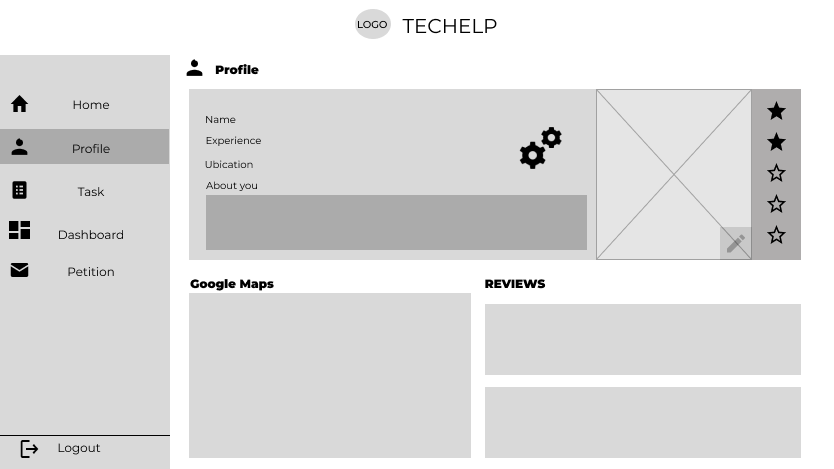 LOGO TECHELP
Home
Profile
Task
Dashboard
Petition
Logout
Profile
Name
Experience
Ubication
About you
Google Maps
REVIEWS